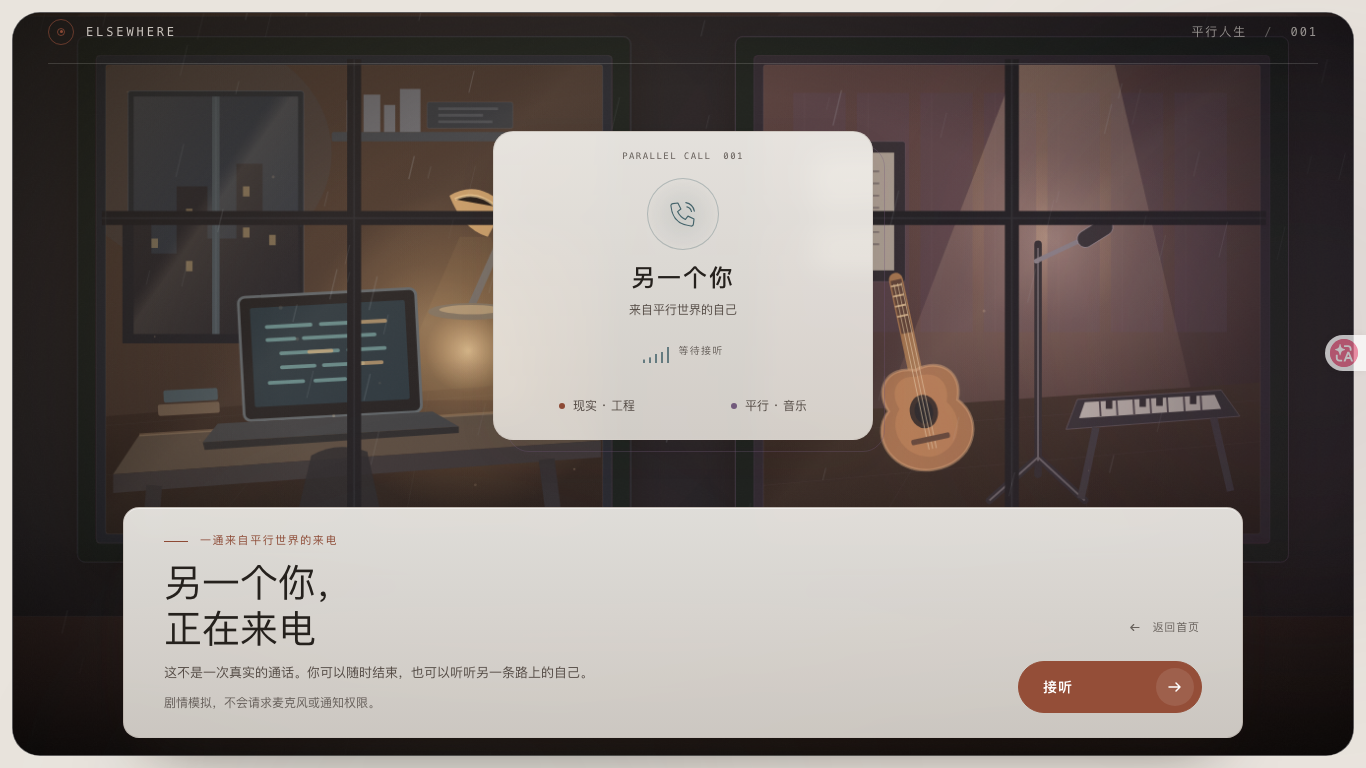 ELSEWHERE
平行人生 / 001
PARALLEL CALL 001
另一个你
来自平行世界的自己
等待接听
现实 · 工程
平行 · 音乐
一通来自平行世界的来电
另一个你，
正在来电
这不是一次真实的通话。你可以随时结束，也可以听听另一条路上的自己。
剧情模拟，不会请求麦克风或通知权限。
← 返回首页
接听 →